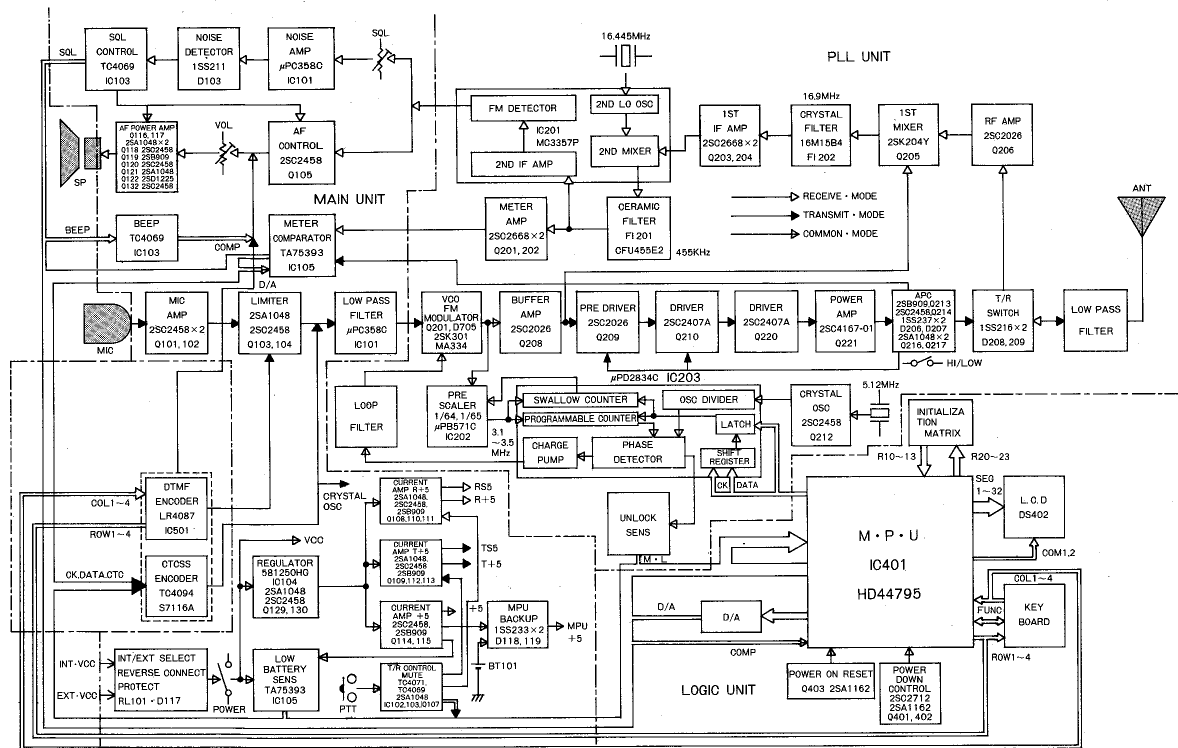 SQL
SQL
CONTROL
TC4069
IC103
NOISE
DETECTOR
1SS211
D103
NOISE
AMP
μPC358C
IC101
SQL
16.445MHz
PLL UNIT
FM DETECTOR
2ND LO OSC
IC201
MC3357P
2ND MIXER
2ND IF AMP
1ST
IF AMP
2SC2668×2
Q203, 204
16.9MHz
CRYSTAL
FILTER
16M15B4
FI202
1ST
MIXER
2SK204Y
Q205
RF AMP
2SC2026
Q206
AF POWER AMP
Q116, 117
2SA1048×2
Q118 2SC2458
Q119 2SB909
Q120 2SC2458
Q121 2SA1048
Q122 2SD1225
Q132 2SC2458
SP
VOL
AF
CONTROL
2SC2458
Q105
MAIN UNIT
RECEIVE・MODE
TRANSMIT・MODE
COMMON・MODE
ANT
BEEP
BEEP
TC4069
IC103
COMP
METER
COMPARATOR
TA75393
IC105
METER
AMP
2SC2668×2
Q201, 202
CERAMIC
FILTER
FI201
CFU455E2
455KHz
D/A
MIC
MIC
AMP
2SC2458×2
Q101, 102
LIMITER
2SA1048
2SC2458
Q103, 104
LOW PASS
FILTER
μPC358C
IC101
VCO
FM
MODULATOR
Q201, D705
2SK301
MA334
BUFFER
AMP
2SC2026
Q208
PRE DRIVER
2SC2026
Q209
DRIVER
2SC2407A
Q210
DRIVER
2SC2407A
Q220
POWER
AMP
2SC4167-01
Q221
APC
2SB909,Q213
2SC2458,Q214
1SS237×2
D206, D207
2SA1048×2
Q216, Q217
T/R
SWITCH
1SS216×2
D208, 209
LOW PASS
FILTER
HI/LOW
LOOP
FILTER
PRE
SCALER
1/64, 1/65
μPB571C
IC202
3.1
～3.5
MHz
μPD2834C IC203
SWALLOW COUNTER
OSC DIVIDER
PROGRAMMABLE COUNTER
LATCH
CHARGE
PUMP
PHASE
DETECTOR
SHIFT
REGISTER
CK
DATA
CRYSTAL
OSC
2SC2458
Q212
5.12MHz
INITIALIZA
TION
MATRIX
R10～13
R20～23
COL1～4
ROW1～4
DTMF
ENCODER
LR4087
IC501
CK.DATA.CTC
CTCSS
ENCODER
TC4094
S7116A
CRYSTAL
OSC
CURRENT
AMP R+5
2SA1048,
2SC2458,
2SB909
Q108,110,111
RS5
R+5
CURRENT
AMP T+5
2SA1048,
2SC2458
2SB909
Q109,112,113
TS5
T+5
VCC
REGULATOR
581250HG
IC104
2SA1048
2SC2458
Q129, 130
CURRENT
AMP +5
2SC2458,
2SB909
Q114, 115
+5
MPU
BACKUP
1SS233×2
D118, 119
MPU
+5
BT101
UNLOCK
SENS
M・L
M・P・U
IC401
HD44795
SEG
1～32
L.C.D
DS402
COM1,2
COL1～4
FUNC
KEY
BOARD
ROW1～4
D/A
D/A
COMP
POWER ON RESET
Q403 2SA1162
POWER
DOWN
CONTROL
2SC2712
2SA1162
Q401, 402
LOGIC UNIT
INT・VCC
EXT・VCC
INT/EXT SELECT
REVERSE CONNECT
PROTECT
RL101・D117
POWER
LOW
BATTERY
SENS
TA75393
IC105
PTT
T/R CONTROL
MUTE
TC4071,
TC4069
2SA1048
IC102,103,Q107